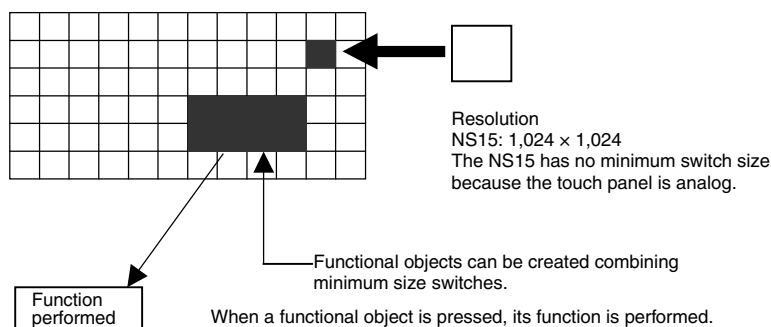 Resolution
NS15: 1,024 × 1,024
The NS15 has no minimum switch size
because the touch panel is analog.
Functional objects can be created combining
minimum size switches.
Function
performed
When a functional object is pressed, its function is performed.